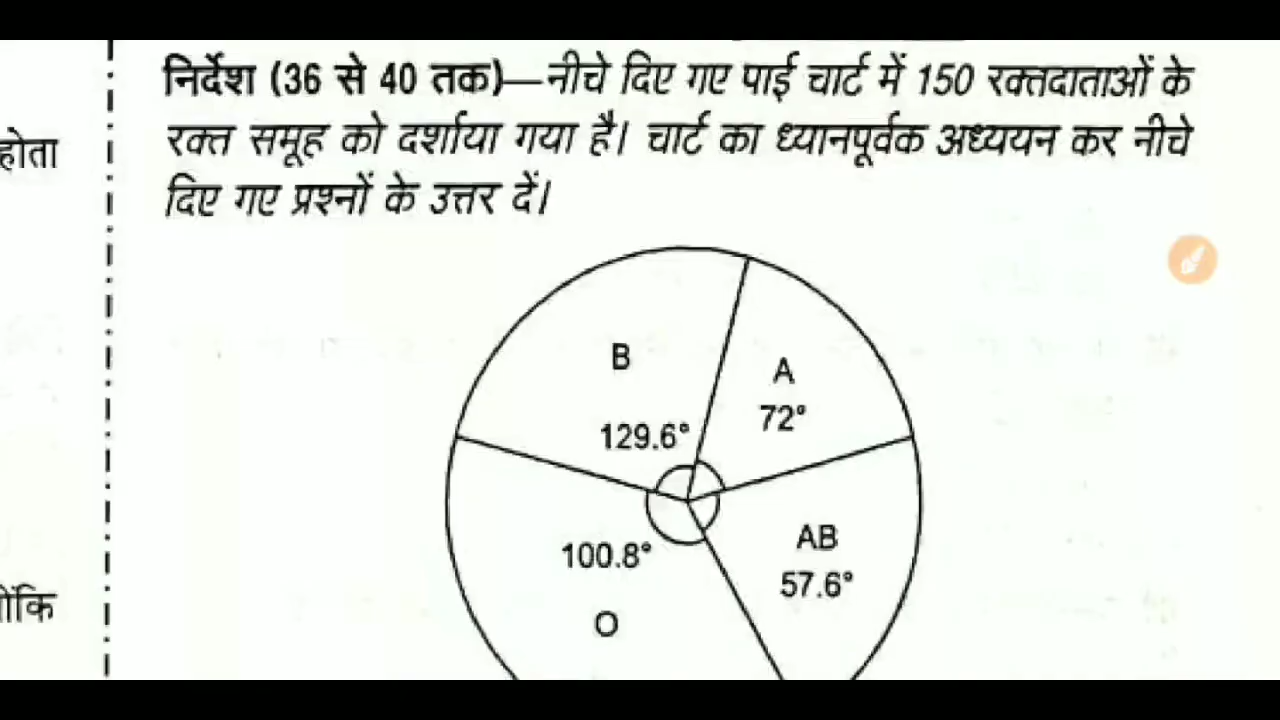 निर्देश (36 से 40 तक)—नीचे दिए गए पाई चार्ट में 150 रक्तदाताओं के
रक्त समूह को दर्शाया गया है। चार्ट का ध्यानपूर्वक अध्ययन कर नीचे
दिए गए प्रश्नों के उत्तर दें।
होता
B
129.6°
A
72°
AB
57.6°
100.8°
O